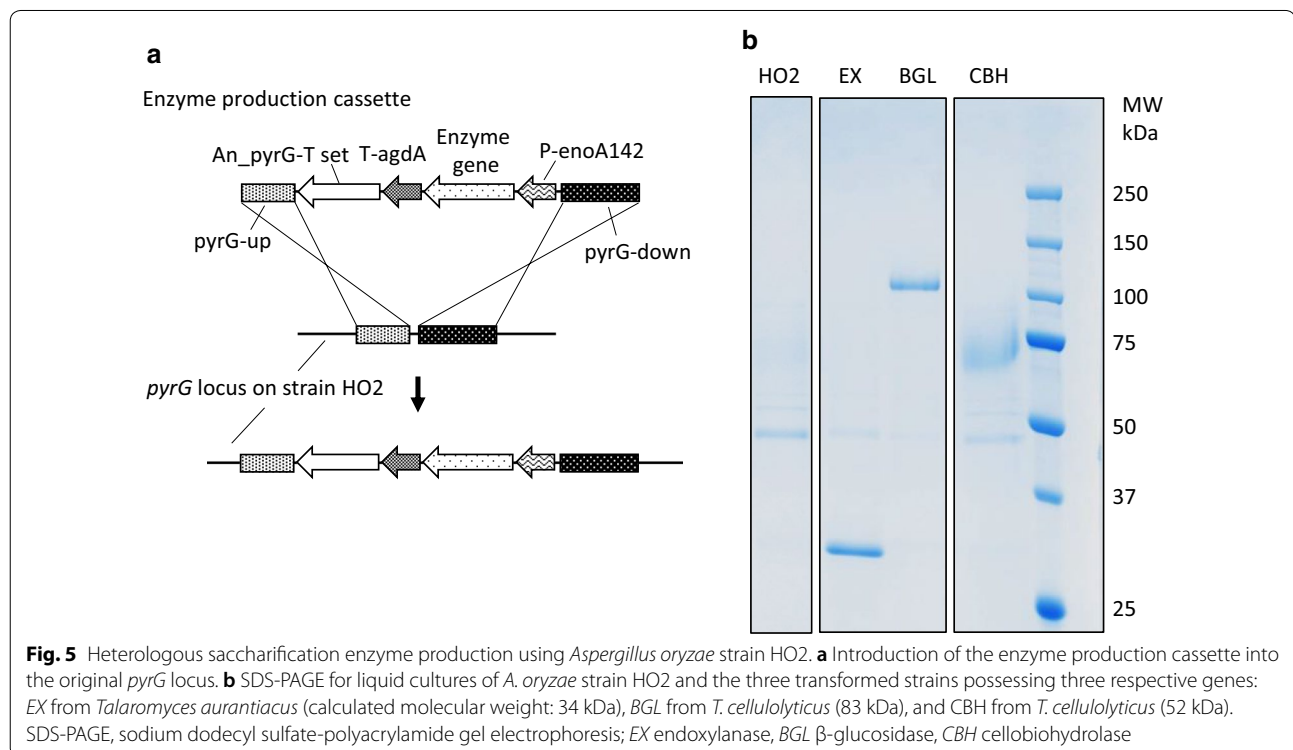 a
Enzyme production cassette
An_pyrG-T set
T-agdA
Enzyme
gene
P-enoA142
pyrG-up
pyrG-down
pyrG locus on strain HO2
b
HO2
EX
BGL
CBH
MW
kDa
250
150
100
75
50
37
25
Fig. 5 Heterologous saccharification enzyme production using Aspergillus oryzae strain HO2. a Introduction of the enzyme production cassette into
the original pyrG locus. b SDS-PAGE for liquid cultures of A. oryzae strain HO2 and the three transformed strains possessing three respective genes:
EX from Talaromyces aurantiacus (calculated molecular weight: 34 kDa), BGL from T. cellulolyticus (83 kDa), and CBH from T. cellulolyticus (52 kDa).
SDS-PAGE, sodium dodecyl sulfate-polyacrylamide gel electrophoresis; EX endoxylanase, BGL β-glucosidase, CBH cellobiohydrolase